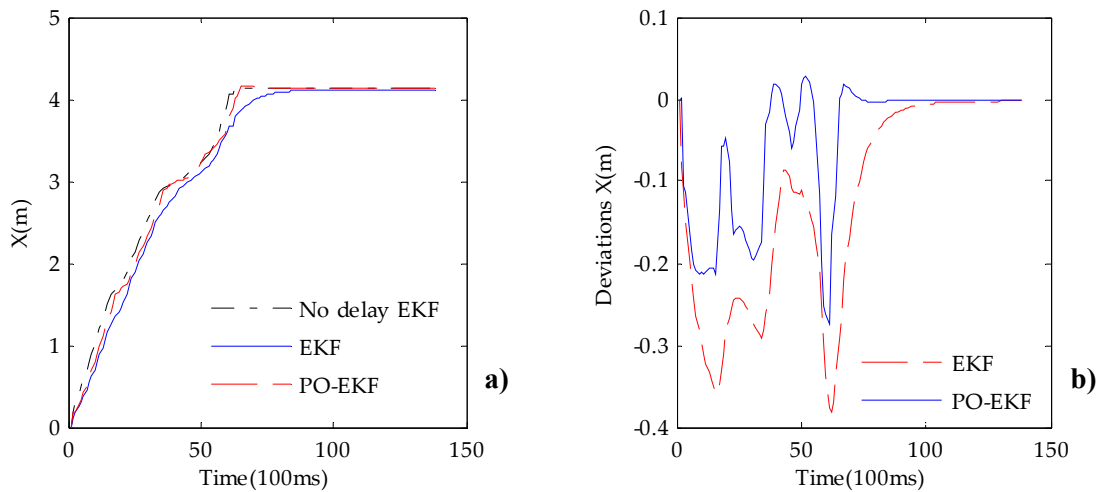 5
4
3
2
1
0
X(m)
0
50
100
150
Time(100ms)
No delay EKF
EKF
PO-EKF
a)
0.1
0
-0.1
-0.2
-0.3
-0.4
Deviations X(m)
0
50
100
150
Time(100ms)
EKF
PO-EKF
b)